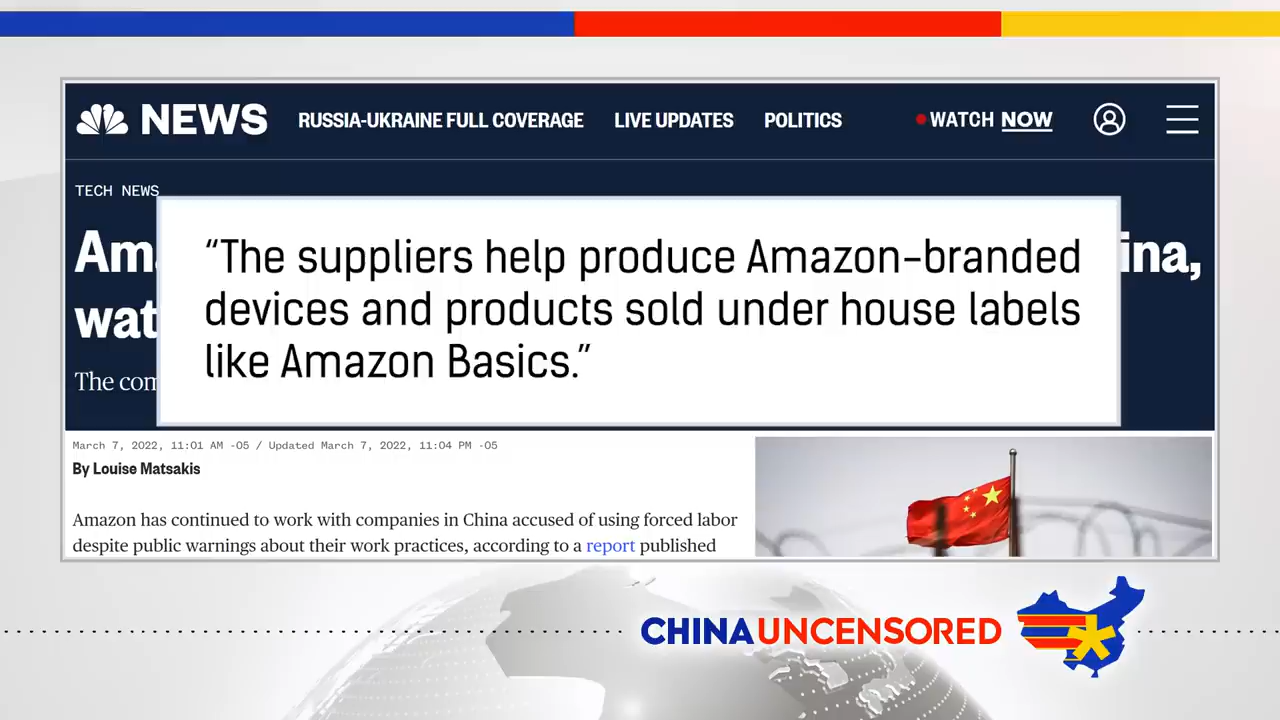 NEWS RUSSIA-UKRAINE FULL COVERAGE LIVE UPDATES POLITICS WATCH NOW
TECH NEWS
“The suppliers help produce Amazon-branded
devices and products sold under house labels
like Amazon Basics.”
The
March 7, 2022, 11:01 AM -05 / Updated March 7, 2022, 11:04 PM -05
By Louise Matsakis
Amazon has continued to work with companies in China accused of using forced labor
despite public warnings about their work practices, according to a report published
CHINA UNCENSORED